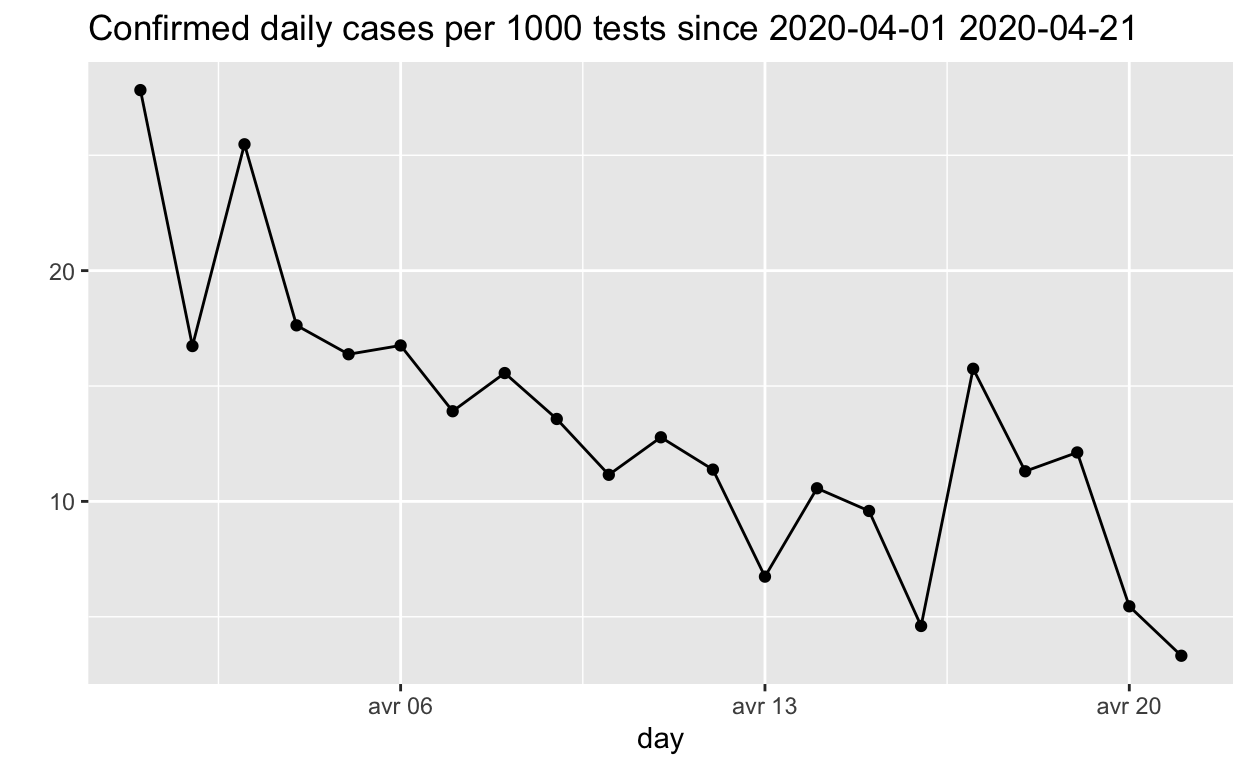 Confirmed daily cases per 1000 tests since 2020-04-01 2020-04-21
20
10
avr 06
avr 13
avr 20
day